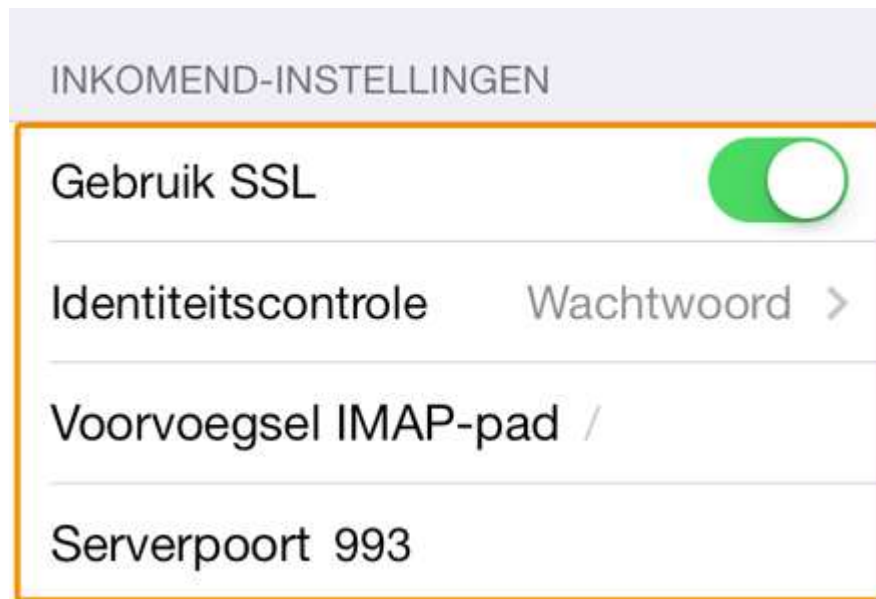 INKOMEND-INSTELLINGEN
Gebruik SSL
Identiteitscontrole Wachtwoord >
Voorvoegsel IMAP-pad /
Serverpoort 993